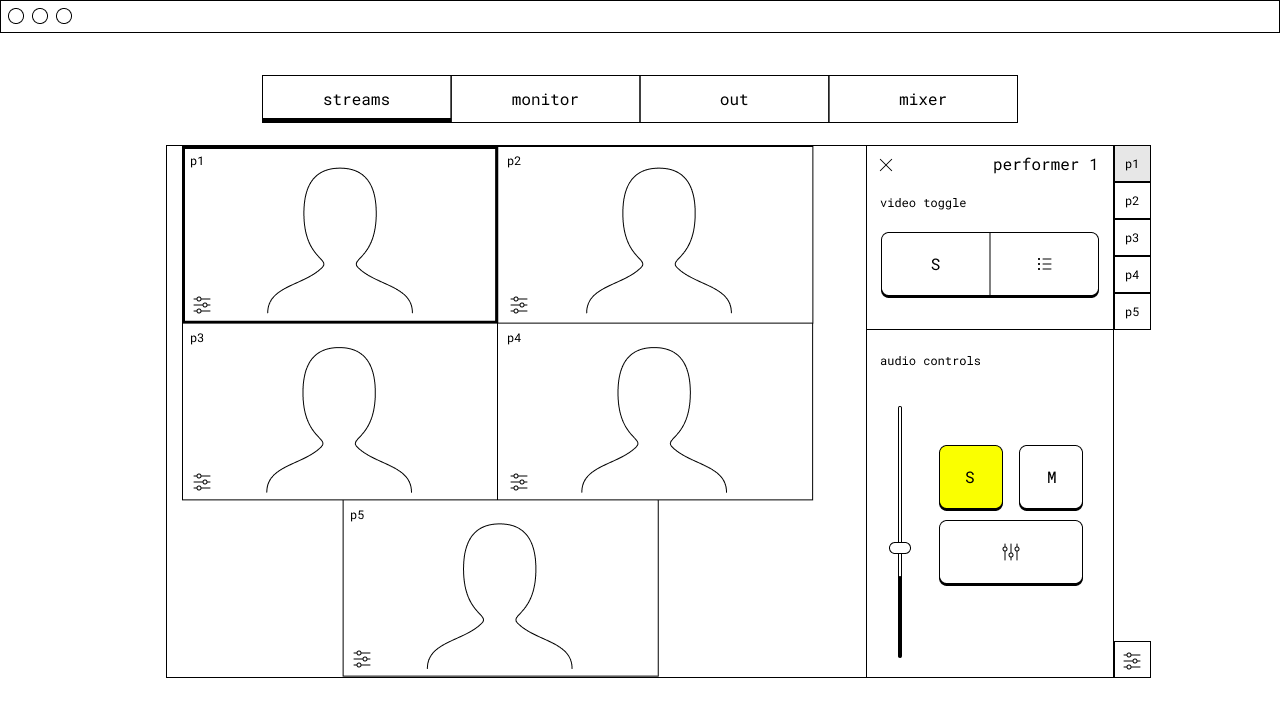 streams
monitor
out
mixer
p1
p2
p3
p4
p5
performer 1
video toggle
S
audio controls
S
M
p1
p2
p3
p4
p5